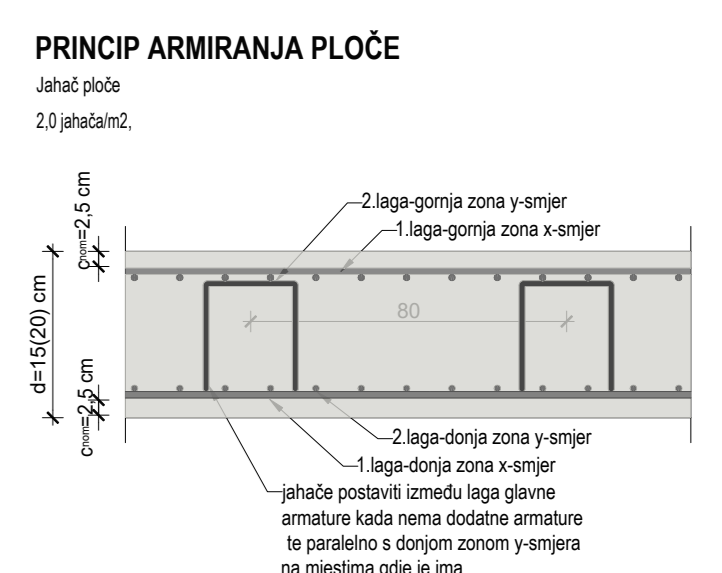 PRINCIP ARMIRANJA PLOČE
Jahač ploče
2,0 jahača/m2,
2.laga-gornja zona y-smjer
1.laga-gornja zona x-smjer
cnom=2,5 cm
80
d=15(20) cm
cnom=2,5 cm
2.laga-donja zona y-smjer
1.laga-donja zona x-smjer
jahače postaviti između laga glavne
armature kada nema dodatne armature
te paralelno s donjom zonom y-smjera
na mjestima gdje je ima